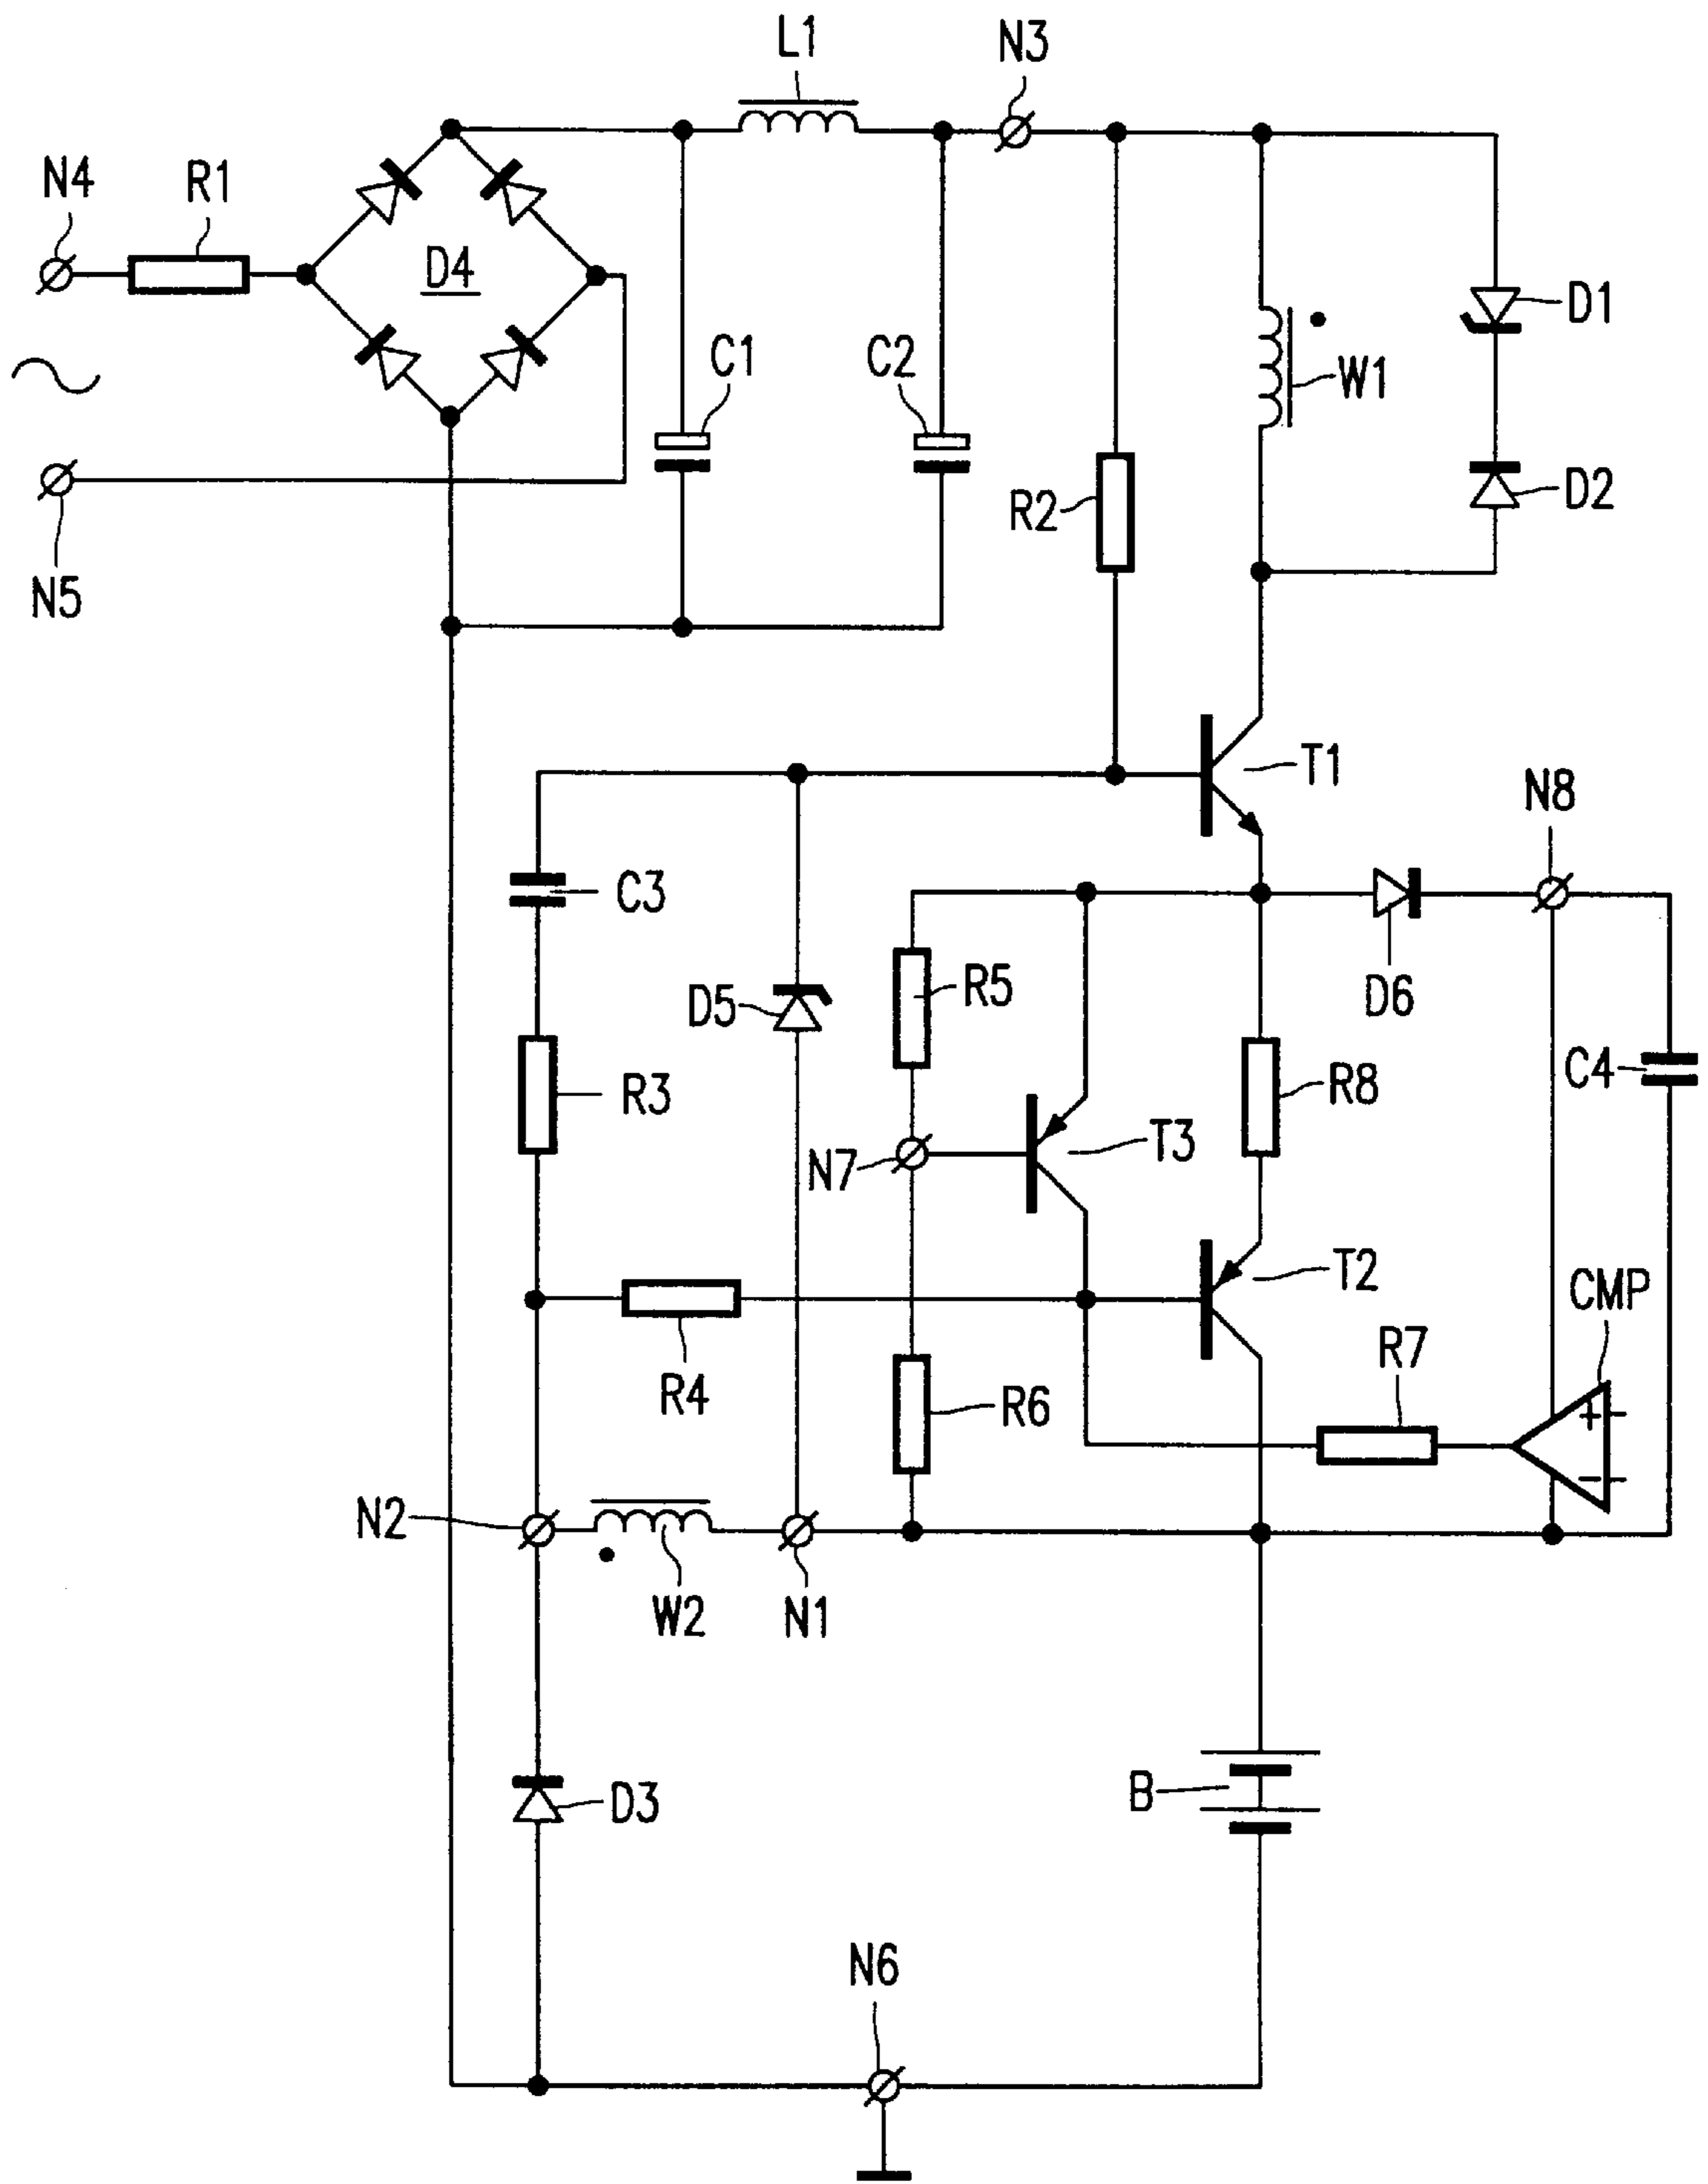 L1
N3
N4
R1
D4
D1
C1
C2
W1
R2
D2
N5
T1
N8
C3
D5
R5
D6
R3
R8
C4
T3
N7
T2
CMP
R4
R6
R7
+
−
N2
W2
N1
B
D3
N6